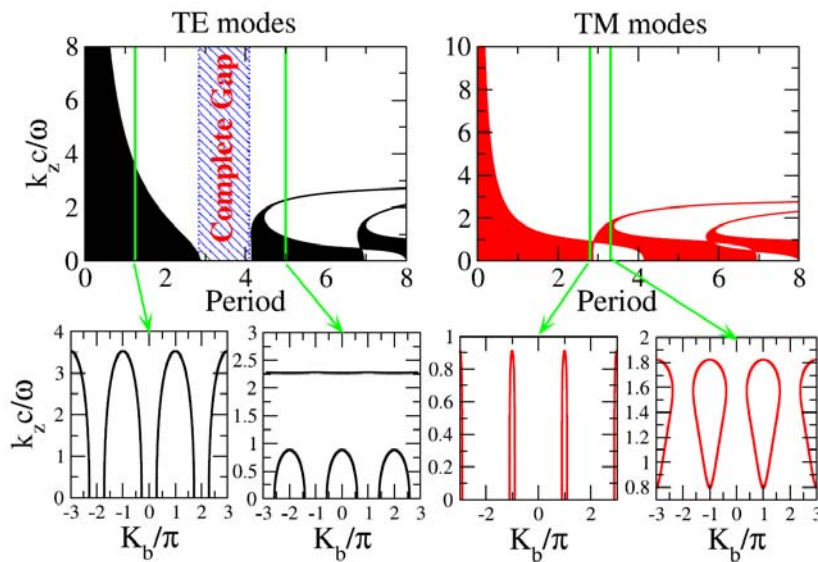 TE modes
TM modes
8
6
4
2
0
k_z c/ω
Complete Gap
0 2 4 6 8
Period
10
8
6
4
2
0
0 2 4 6 8
Period
4
3
2
1
0
k_z c/ω
-3 -2 -1 0 1 2 3
K_b/π
3
2.5
2
1.5
1
0.5
0
-3 -2 -1 0 1 2 3
K_b/π
1
0.8
0.6
0.4
0.2
0
-2 0 2
K_b/π
2
1.8
1.6
1.4
1.2
1
0.8
-3 -2 -1 0 1 2 3
K_b/π